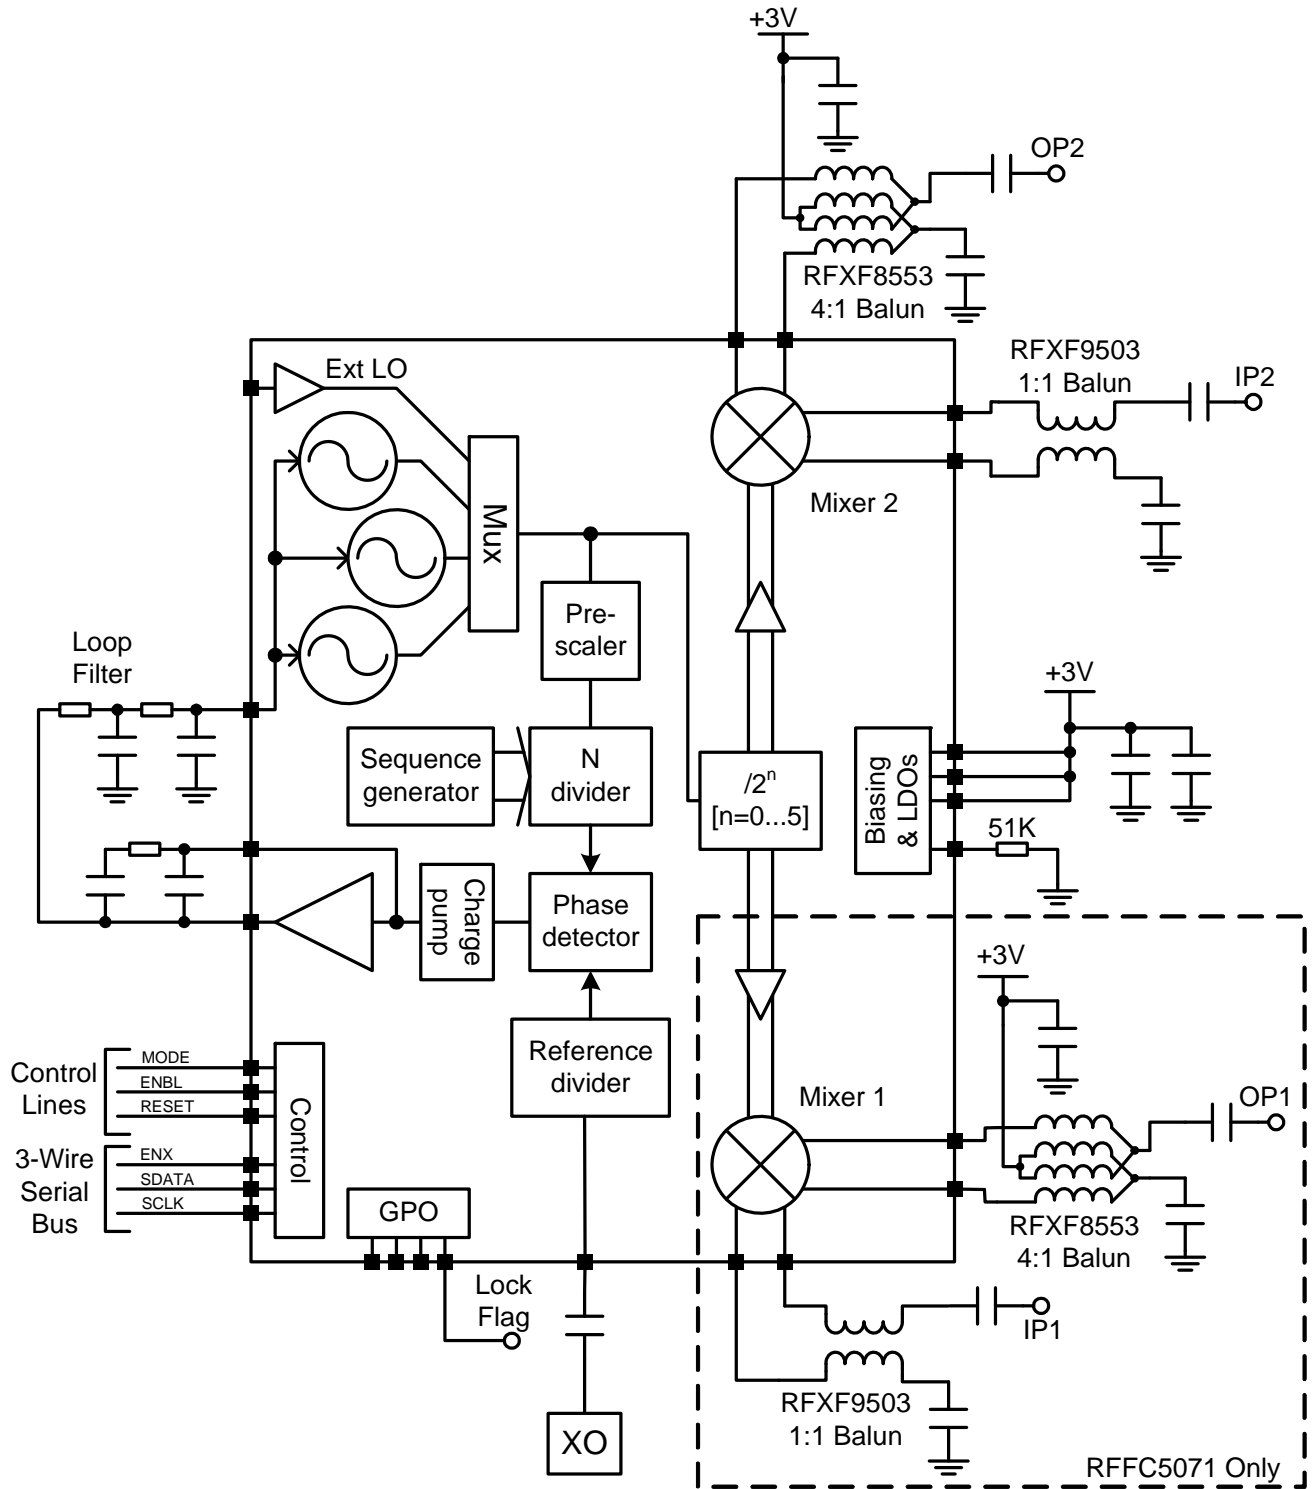 +3V
OP2
RFXF8553
4:1 Balun
RFXF9503
1:1 Balun
IP2
Ext LO
Mux
Mixer 2
Pre-
scaler
Loop
Filter
+3V
Sequence
generator
N
divider
/2ⁿ
[n=0...5]
Biasing
& LDOs
51K
Charge
pump
Phase
detector
+3V
Reference
divider
Mixer 1
OP1
Control
Lines
MODE
ENBL
RESET
3-Wire
Serial
Bus
ENX
SDATA
SCLK
Control
GPO
RFXF8553
4:1 Balun
Lock
Flag
IP1
RFXF9503
1:1 Balun
XO
RFFC5071 Only